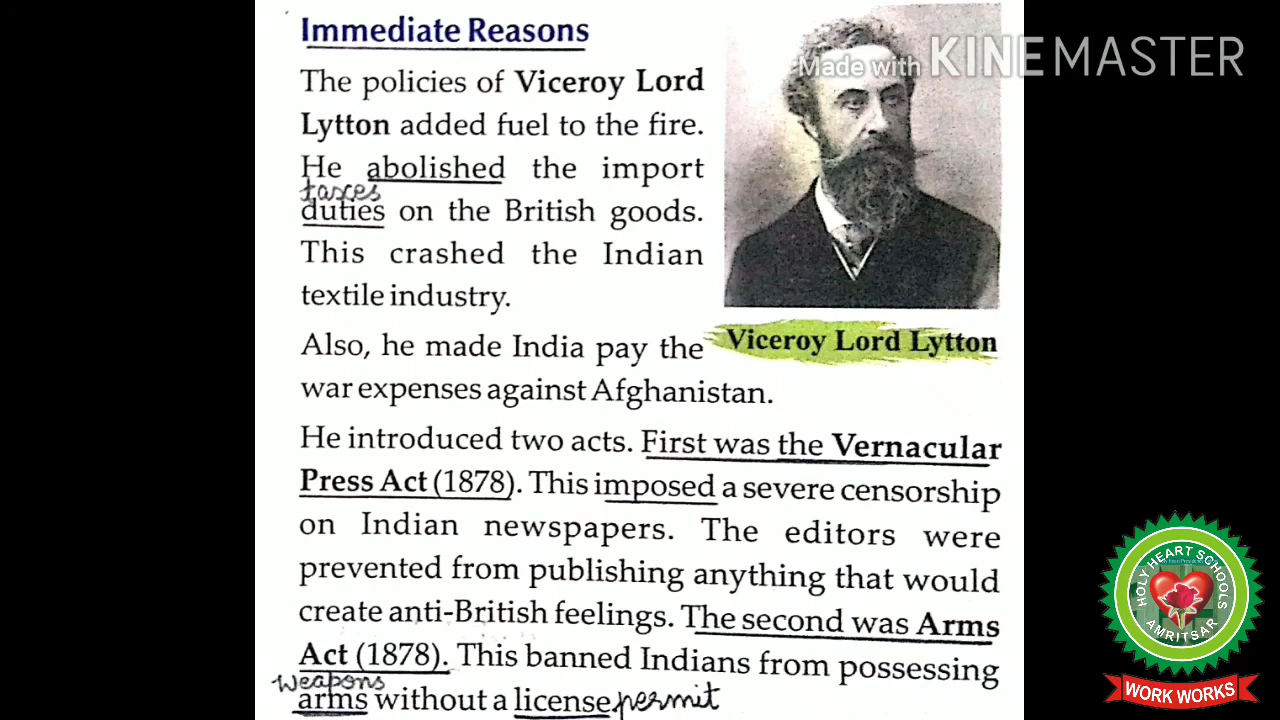 Immediate Reasons
Made with KINEMASTER
The policies of Viceroy Lord
Lytton added fuel to the fire.
He abolished the import
taxes
duties on the British goods.
This crashed the Indian
textile industry.
Viceroy Lord Lytton
Also, he made India pay the
war expenses against Afghanistan.
He introduced two acts. First was the Vernacular
Press Act (1878). This imposed a severe censorship
on Indian newspapers. The editors were
prevented from publishing anything that would
create anti-British feelings. The second was Arms
Act (1878). This banned Indians from possessing
weapons
arms without a license permit
HOLY HEART SCHOOLS
AMRITSAR
WORK WORKS